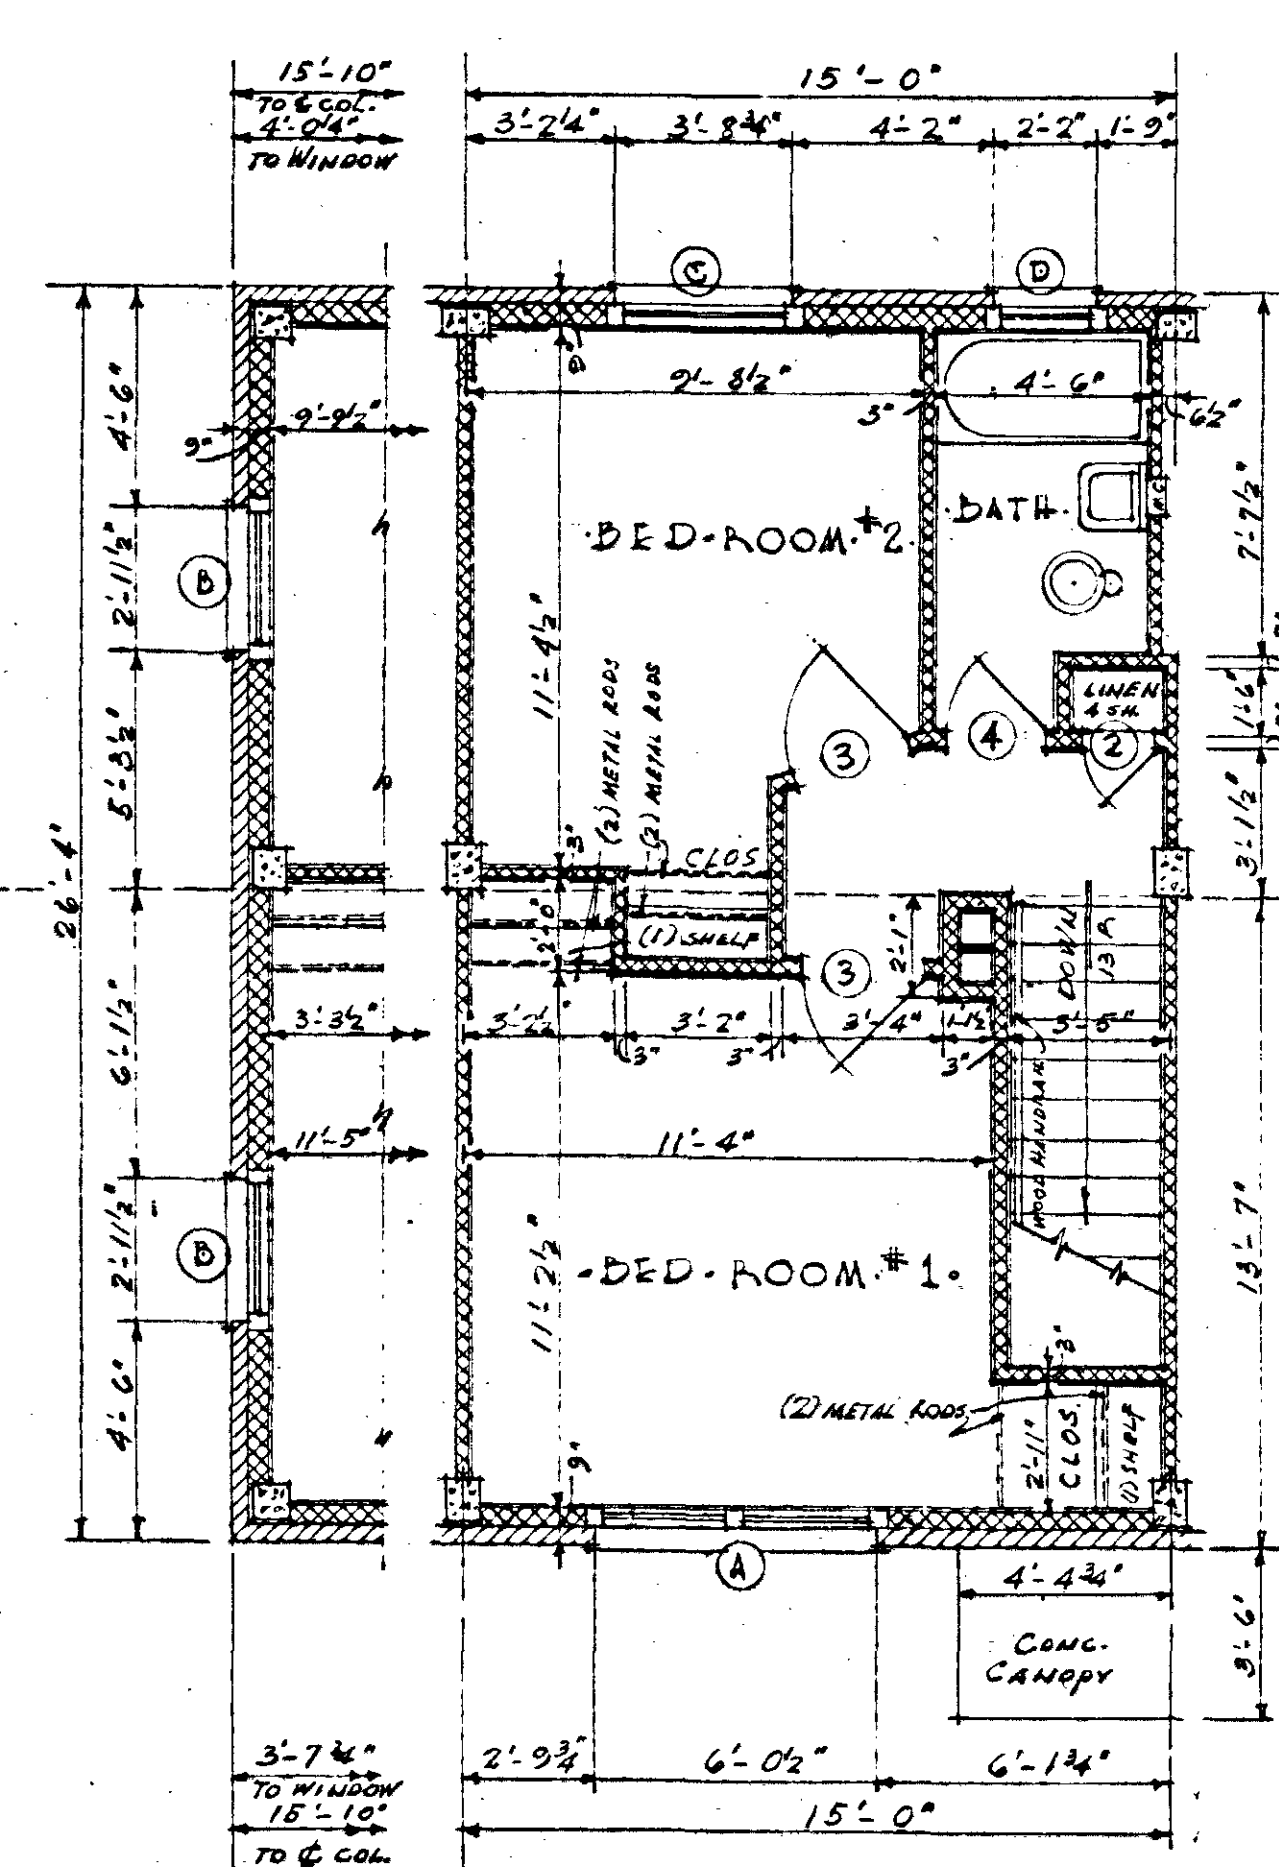 15'-10"
TO ℄ COL.
4'-0¼"
TO WINDOW
15'-0"
3'-2¼"
3'-8¾"
4'-2"
2'-2"
1'-9"
C
D
9"
9'-8½"
3"
4'-6"
6½"
9'-9½"
9"
4'-6"
2'-11½"
B
5'-3½"
26'-4"
6'-1½"
2'-11½"
B
4'-6"
·BED-ROOM·#2·
·BATH·
M.C.
7'-7½"
11'-4½"
(2) METAL RODS
(2) METAL RODS
LINEN
4 SH.
1'-6"
3
4
2
3'-1½"
3"
CLOS
2'-0"
(1) SHELF
3
2'-1"
DOWN
13 R
3'-3½"
3'-2½"
3'-2"
3'-4"
1'-1½"
3'-5"
3"
3"
3"
WOOD HANDRAIL
11'-5"
11'-4"
11'-2½"
·BED-ROOM·#1·
13'-7"
3"
(2) METAL RODS
2'-11"
CLOS.
(1) SHELF
9"
A
4'-4¾"
CONC.
CANOPY
3'-6"
3'-7¾"
TO WINDOW
15'-10"
TO ℄ COL.
2'-9¾"
6'-0½"
6'-1¾"
15'-0"